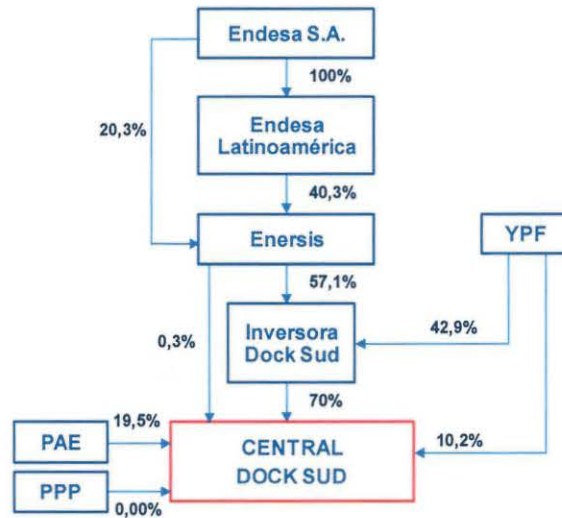 Endesa S.A.
100%
20,3%
Endesa
Latinoamérica
40,3%
Enersis
YPF
57,1%
0,3%
Inversora
Dock Sud
42,9%
70%
19,5%
PAE
CENTRAL
DOCK SUD
10,2%
PPP
0,00%